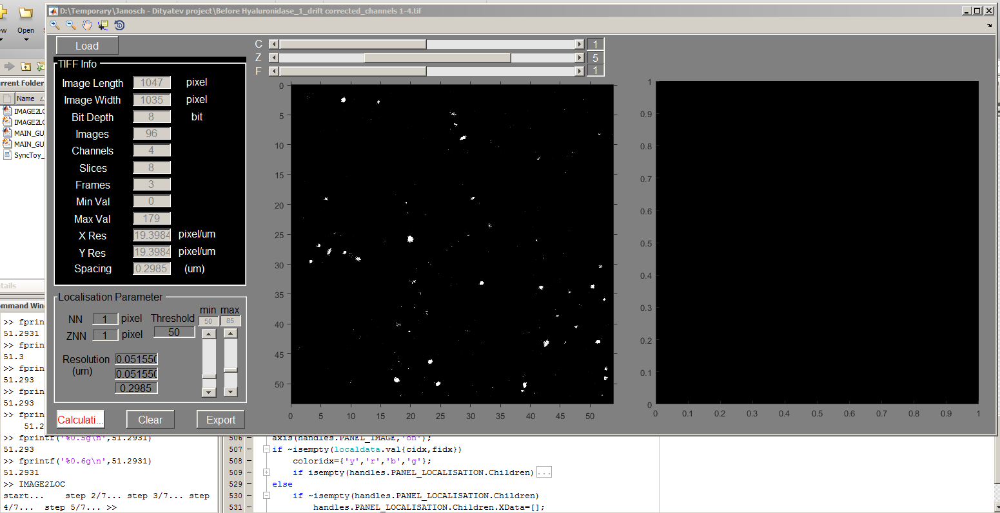 D:\Temporary\Janosch - Dityatev project\Before Hyaluronidase_1_drift corrected_channels 1-4.tif
ew
Open
Load
TIFF Info
Image Length 1047 pixel
Image Width 1035 pixel
Bit Depth 8 bit
Images 96
Channels 4
Slices 8
Frames 3
Min Val 0
Max Val 179
X Res 19.3984 pixel/um
Y Res 19.3984 pixel/um
Spacing 0.2985 (um)
Localisation Parameter
min max
NN 1 pixel Threshold 50 85
ZNN 1 pixel 50
Resolution 0.051550
(um) 0.051550
0.2985
Calculati... Clear Export
C 1
Z 5
F 1
0
5
10
15
20
25
30
35
40
45
50
0 5 10 15 20 25 30 35 40 45 50
1
0.9
0.8
0.7
0.6
0.5
0.4
0.3
0.2
0.1
0
0 0.1 0.2 0.3 0.4 0.5 0.6 0.7 0.8 0.9 1
urrent Folder
Name
IMAGE2LO
IMAGE2LO
MAIN_GU
MAIN_GU
SyncToy_
etails
ommand Wind
>> fprin
51.2931
>> fprin
51.3
>> fprin
51.293
>> fprin
51.293
>> fprin
51.2
>> fprintf('%0.5g\n',51.2931)
51.293
>> fprintf('%0.6g\n',51.2931)
51.2931
>> IMAGE2LOC
start... step 2/7... step 3/7... step
4/7... step 5/7... >>
506 axis(handles.PANEL_IMAGE,'on');
507 if ~isempty(localdata.val{cidx,fidx})
508 coloridx={'y','r','b','g'};
509 if isempty(handles.PANEL_LOCALISATION.Children)...
529 else
530 if ~isempty(handles.PANEL_LOCALISATION.Children)
531 handles.PANEL_LOCALISATION.Children.XData=[];